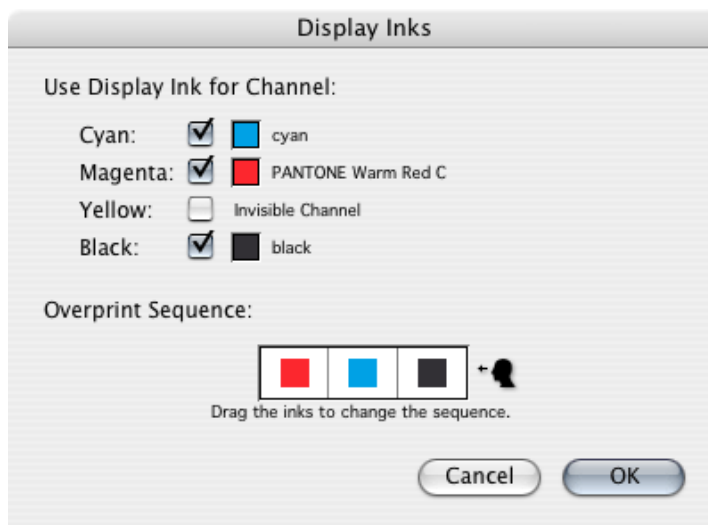 Display Inks
Use Display Ink for Channel:
Cyan: cyan
Magenta: PANTONE Warm Red C
Yellow: Invisible Channel
Black: black
Overprint Sequence:
Drag the inks to change the sequence.
Cancel OK